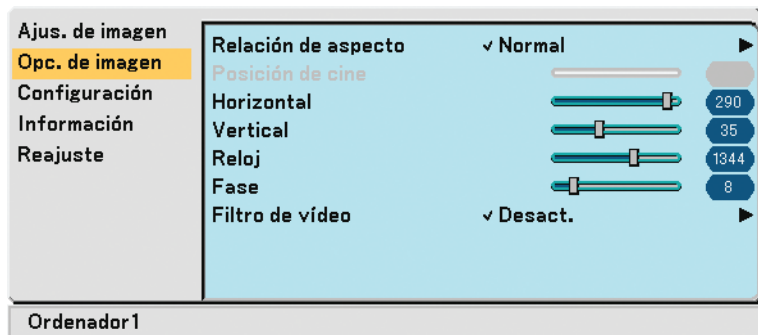 Ajus. de imagen
Opc. de imagen
Configuración
Información
Reajuste
Relación de aspecto ✓ Normal
Posición de cine
Horizontal 290
Vertical 35
Reloj 1344
Fase 8
Filtro de vídeo ✓ Desact.
Ordenador1